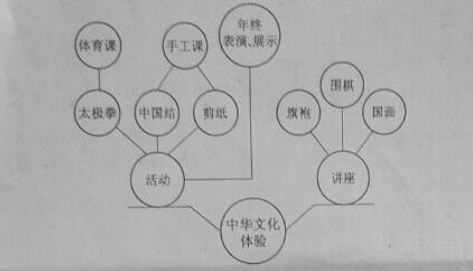 年终
表演、展示
体育课
手工课
围棋
太极拳
中国结
剪纸
旗袍
国画
活动
讲座
中华文化
体验